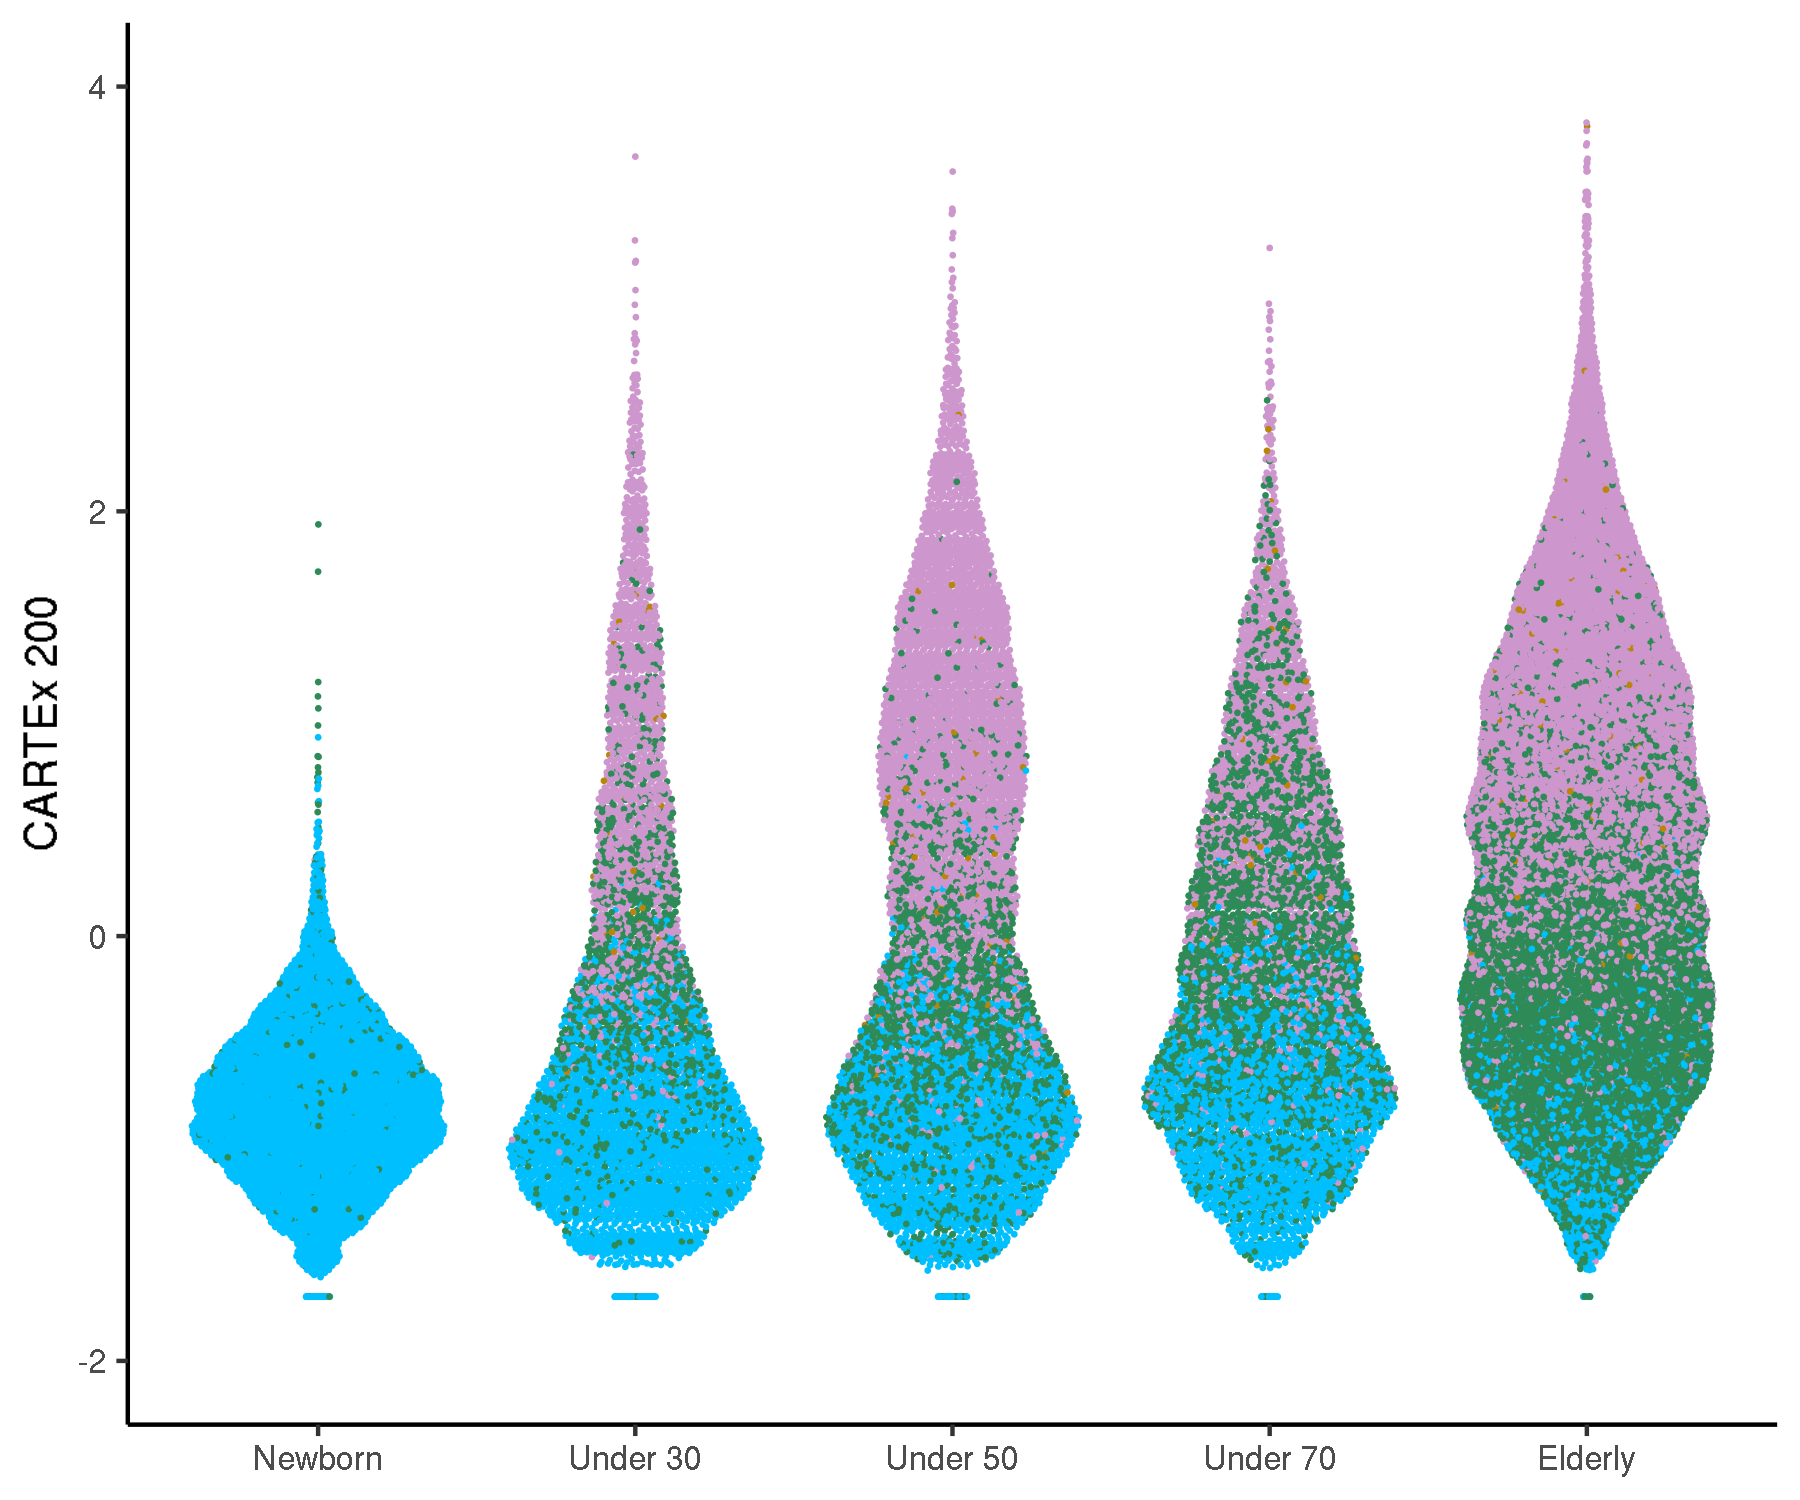 4
2
0
-2
CARTEx 200
Newborn
Under 30
Under 50
Under 70
Elderly